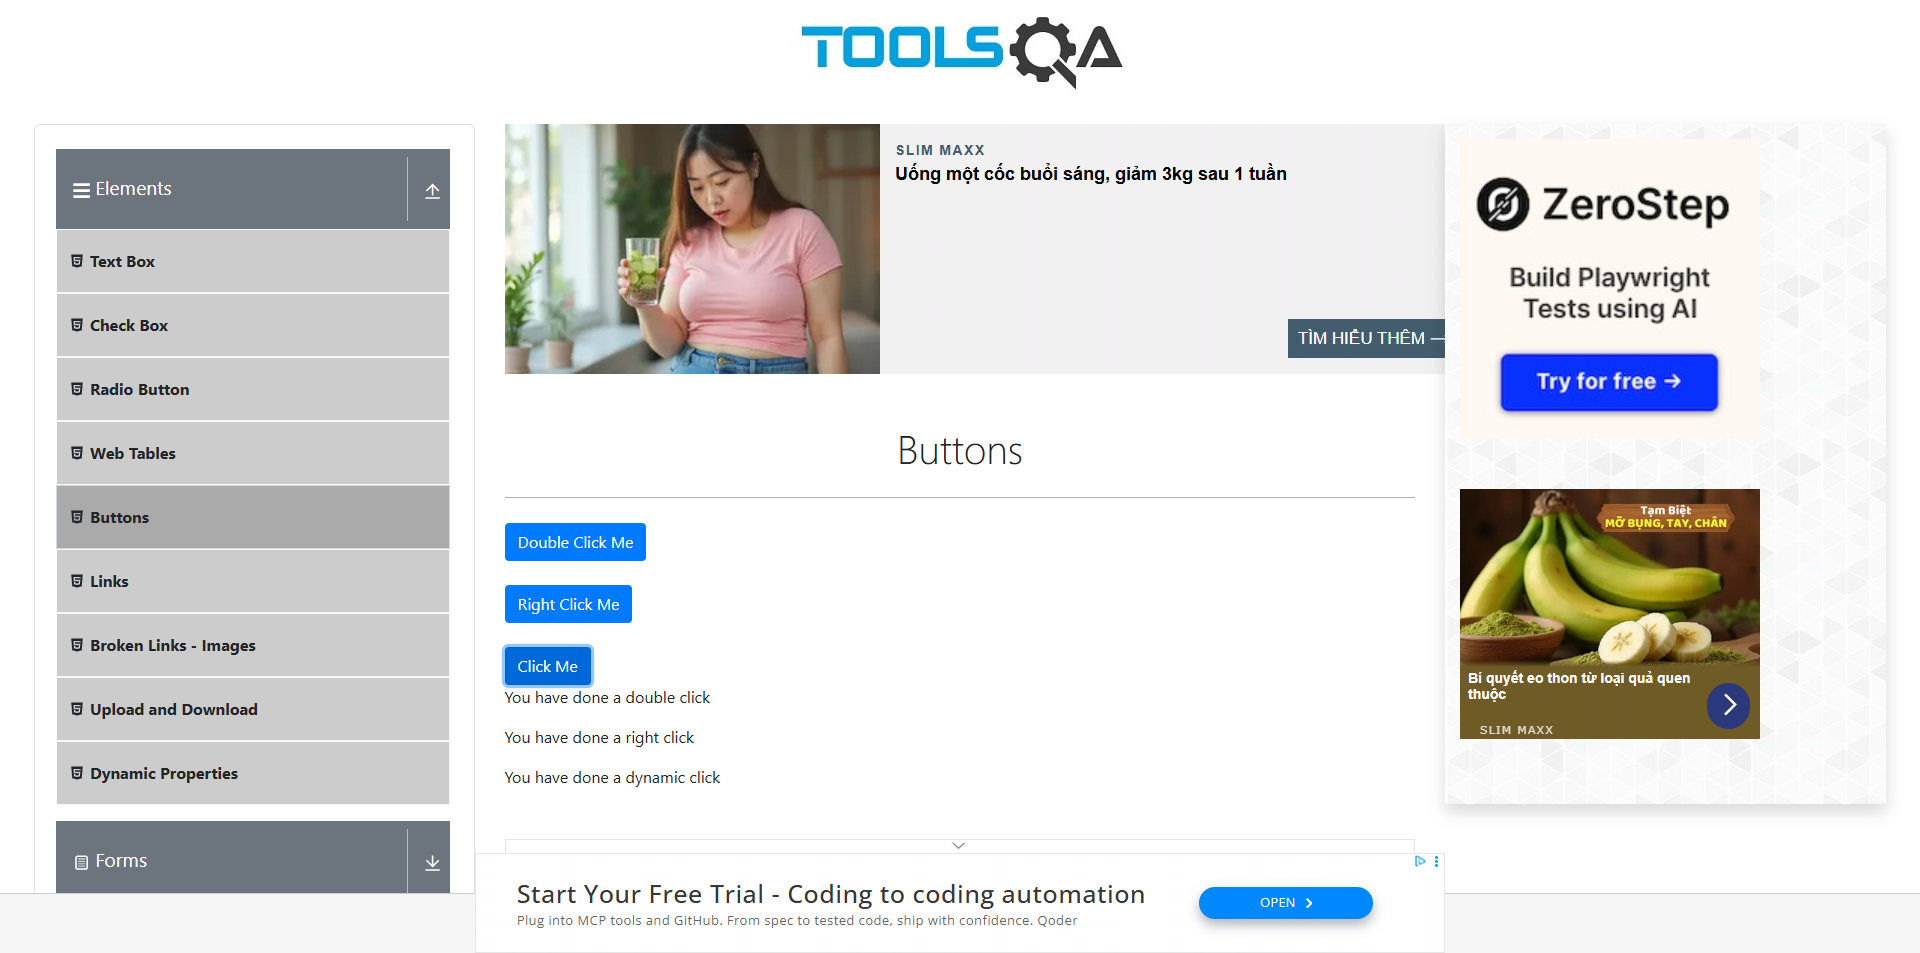 TOOLSQA
Elements
Text Box
Check Box
Radio Button
Web Tables
Buttons
Links
Broken Links - Images
Upload and Download
Dynamic Properties
Forms
SLIM MAXX
Uống một cốc buổi sáng, giảm 3kg sau 1 tuần
TÌM HIỂU THÊM
Buttons
Double Click Me
Right Click Me
Click Me
You have done a double click
You have done a right click
You have done a dynamic click
Start Your Free Trial - Coding to coding automation
Plug into MCP tools and GitHub. From spec to tested code, ship with confidence. Qoder
OPEN
ZeroStep
Build Playwright
Tests using AI
Try for free →
Tạm Biệt
MỠ BỤNG, TAY, CHÂN
Bí quyết eo thon từ loại quả quen
thuộc
SLIM MAXX